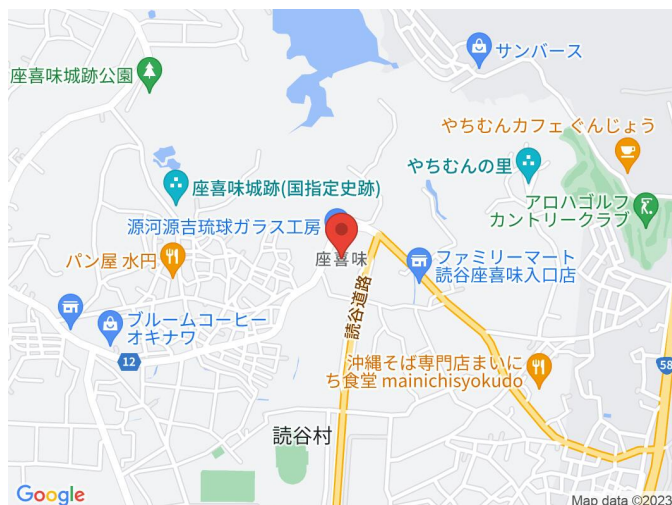 サンバース
座喜味城跡公園
やちむんカフェ ぐんじょう
やちむんの里
座喜味城跡(国指定史跡)
アロハゴルフ
カントリークラブ
源河源吉琉球ガラス工房
座喜味
パン屋 水円
ファミリーマート
読谷座喜味入口店
読谷道路
ブルームコーヒー
オキナワ
12
58
沖縄そば専門店まいに
ち食堂 mainichisyokudo
読谷村
Google
Map data ©2023